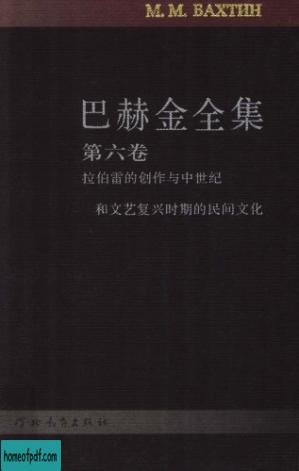 М. М. БАХТИН
巴赫金全集
第六卷
拉伯雷的创作与中世纪
和文艺复兴时期的民间文化
河北教育出版社
homeofpdf.com